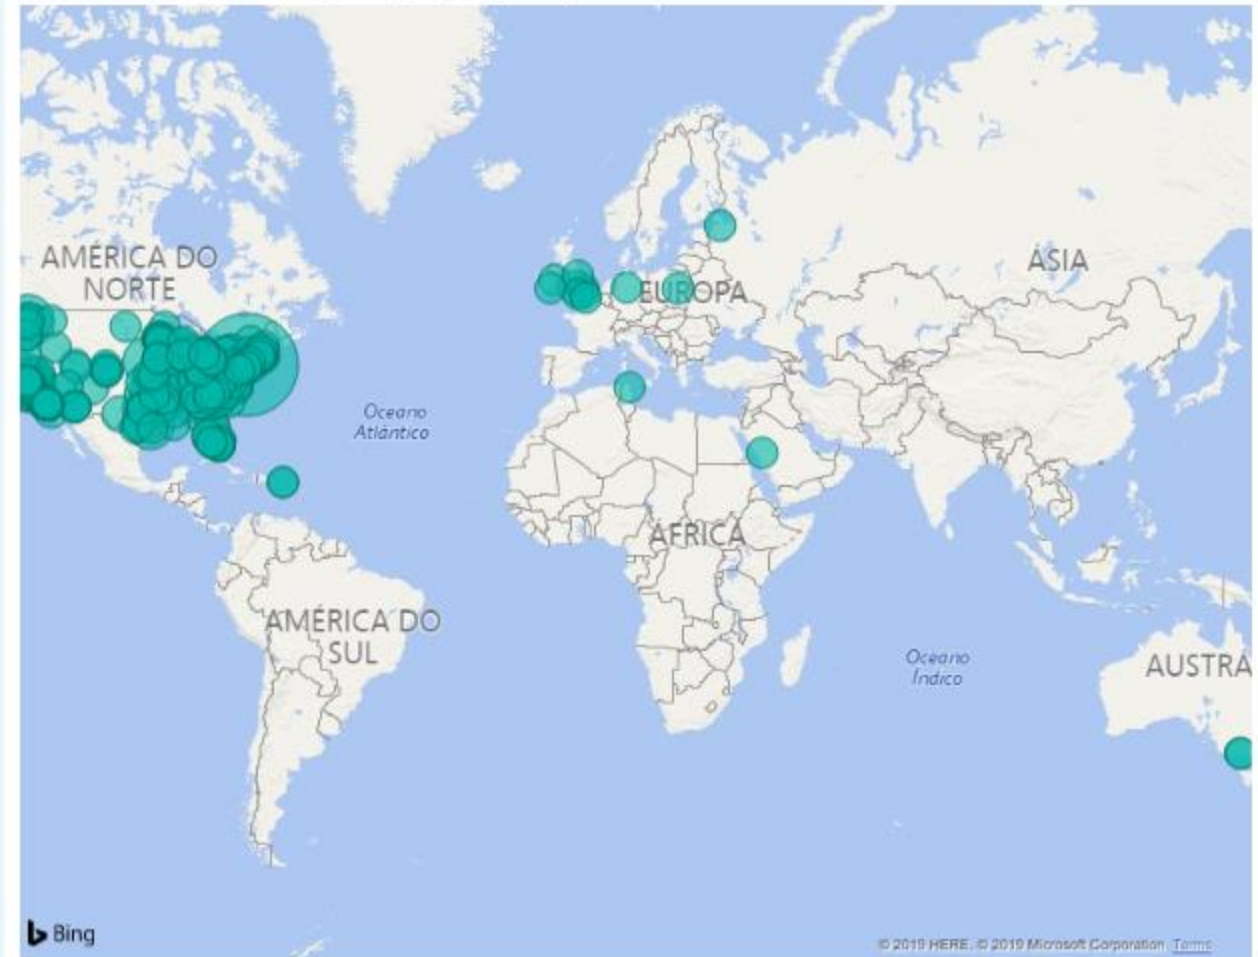 AMÉRICA DO
NORTE
EUROPA
ÁSIA
Oceano
Atlântico
ÁFRICA
AMÉRICA DO
SUL
Oceano
Índico
AUSTRA
Bing
© 2019 HERE, © 2019 Microsoft Corporation Terms